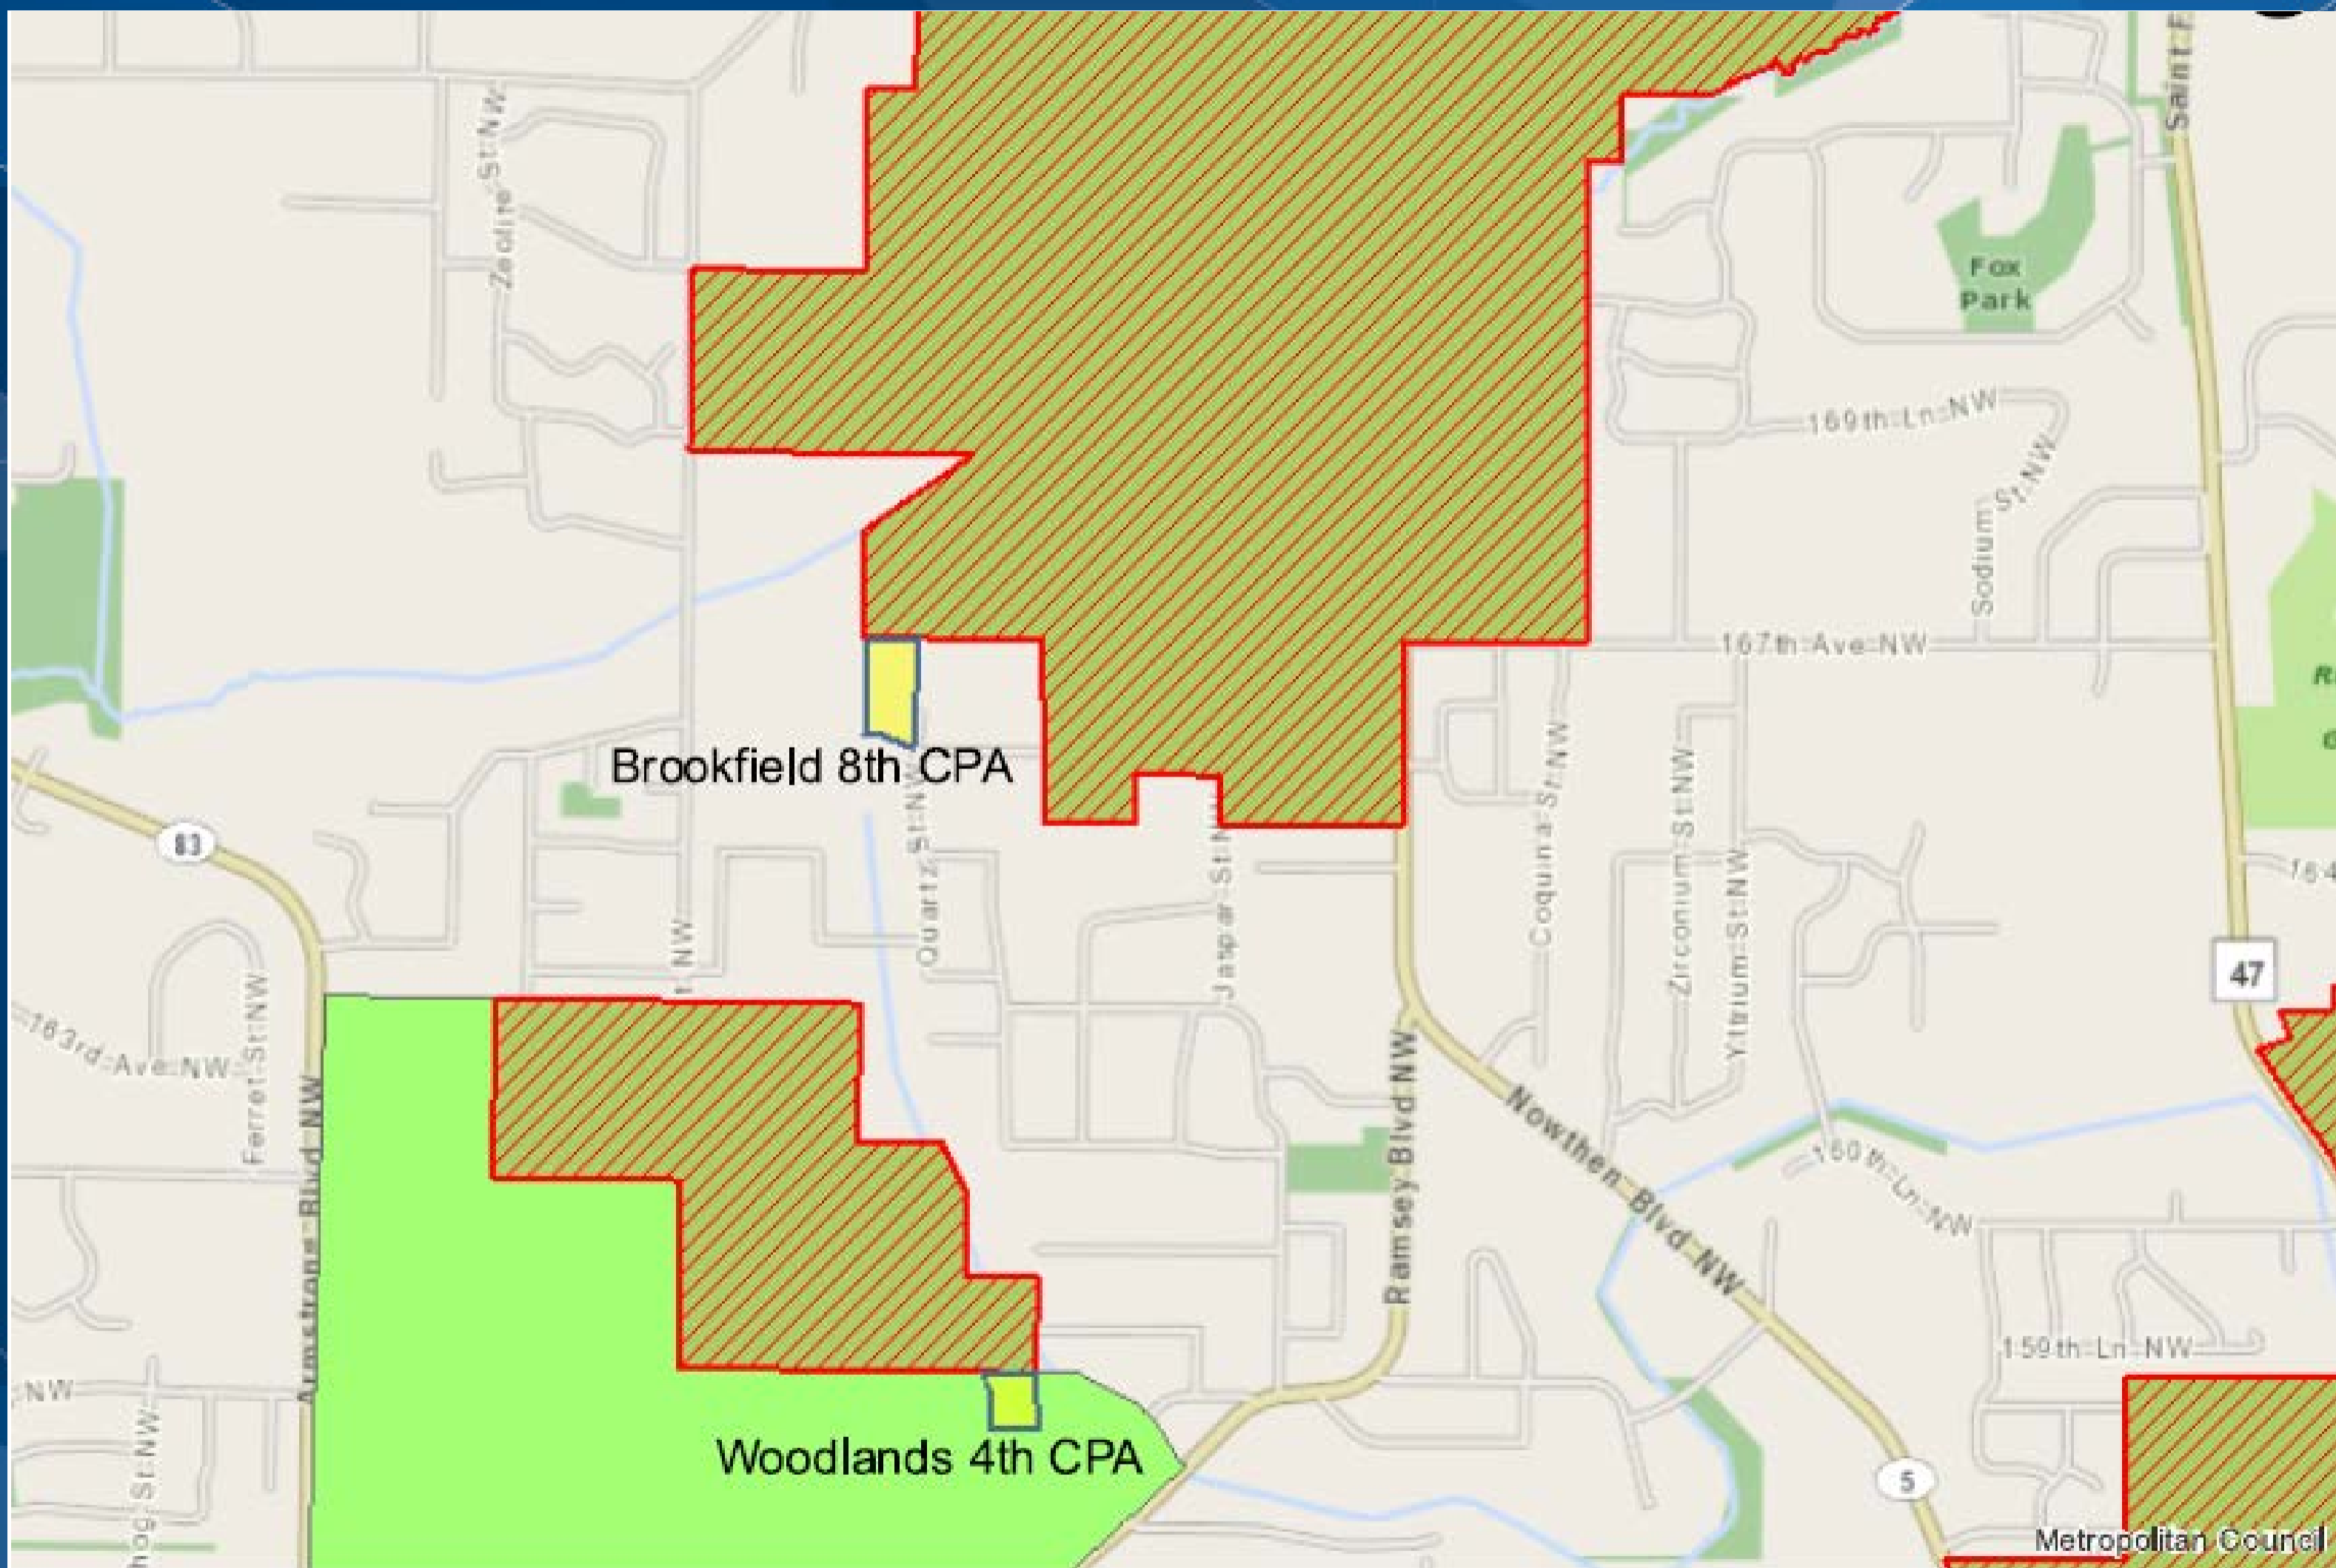 Zeolite St NW
Fox
Park
169th Ln NW
Sodium
St NW
167th Ave NW
Brookfield 8th CPA
83
Quartz St NW
Jaspar St NW
Coquina St NW
Zirconium St NW
Yttrium St NW
47
163rd Ave NW
Ferret St NW
Armstrong Blvd NW
Ramsey Blvd NW
Nowthen Blvd NW
160th Ln NW
159th Ln NW
NW
Woodlands 4th CPA
5
Metropolitan Council